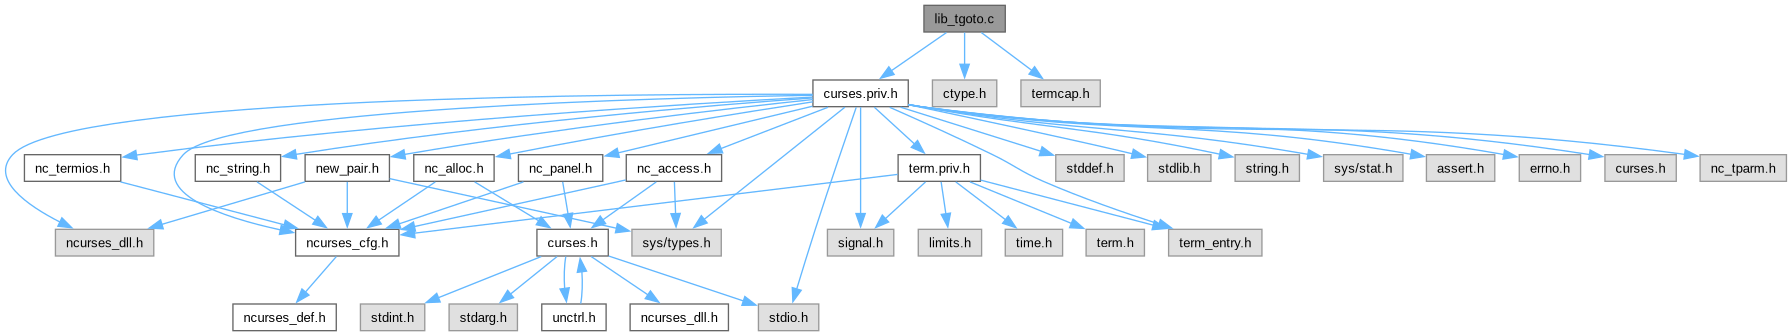 lib_tgoto.c
curses.priv.h
ctype.h
termcap.h
nc_termios.h
nc_string.h
new_pair.h
nc_alloc.h
nc_panel.h
nc_access.h
term.priv.h
stddef.h
stdlib.h
string.h
sys/stat.h
assert.h
errno.h
curses.h
nc_tparm.h
ncurses_dll.h
ncurses_cfg.h
curses.h
sys/types.h
signal.h
limits.h
time.h
term.h
term_entry.h
ncurses_def.h
stdint.h
stdarg.h
unctrl.h
ncurses_dll.h
stdio.h